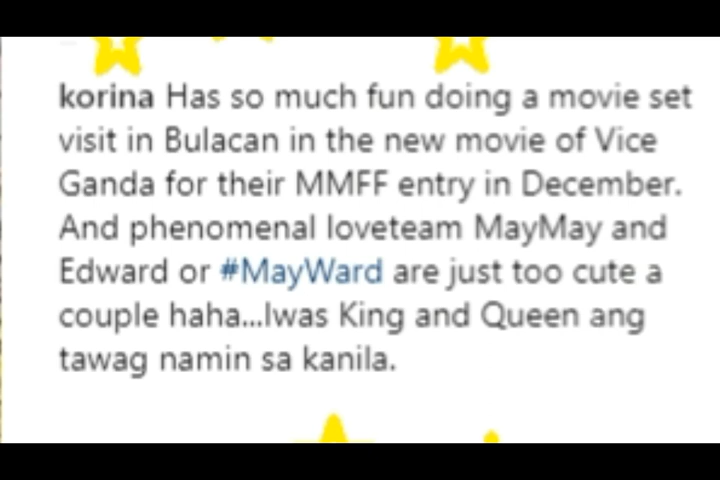 korina Has so much fun doing a movie set
visit in Bulacan in the new movie of Vice
Ganda for their MMFF entry in December.
And phenomenal loveteam MayMay and
Edward or #MayWard are just too cute a
couple haha...Iwas King and Queen ang
tawag namin sa kanila.